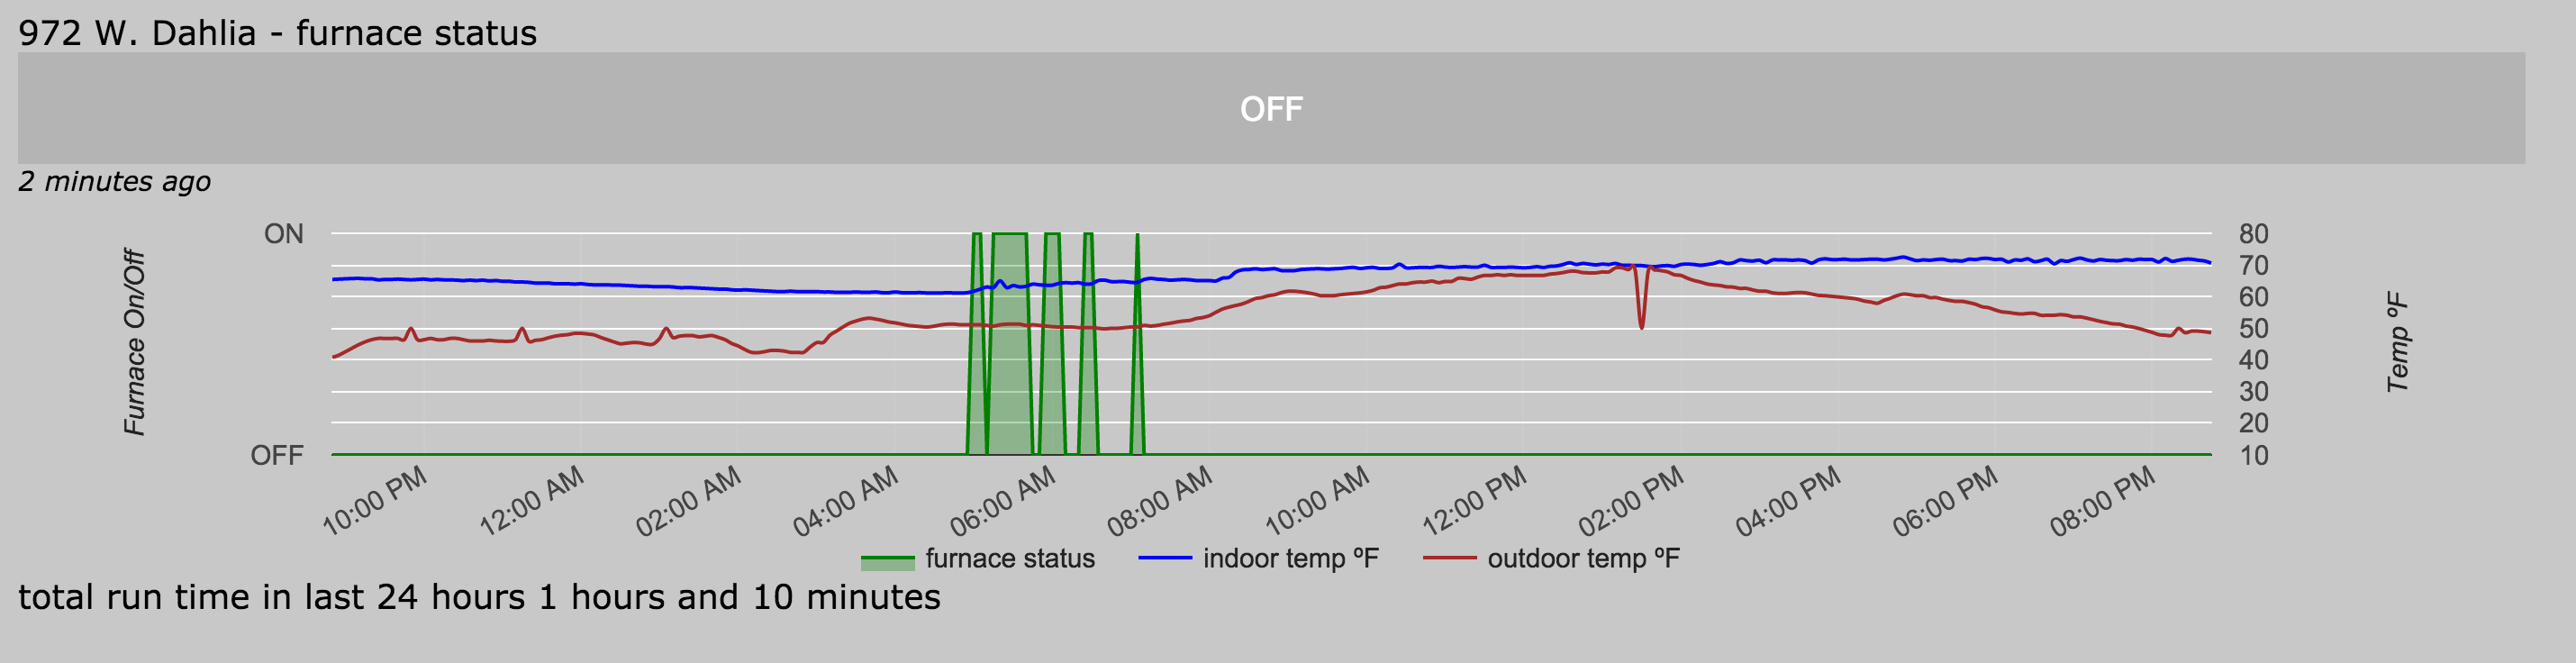 972 W. Dahlia - furnace status
OFF
2 minutes ago
Furnace On/Off
ON
OFF
80
70
60
50
40
30
20
10
Temp ºF
10:00 PM
12:00 AM
02:00 AM
04:00 AM
06:00 AM
08:00 AM
10:00 AM
12:00 PM
02:00 PM
04:00 PM
06:00 PM
08:00 PM
furnace status
indoor temp ºF
outdoor temp ºF
total run time in last 24 hours 1 hours and 10 minutes